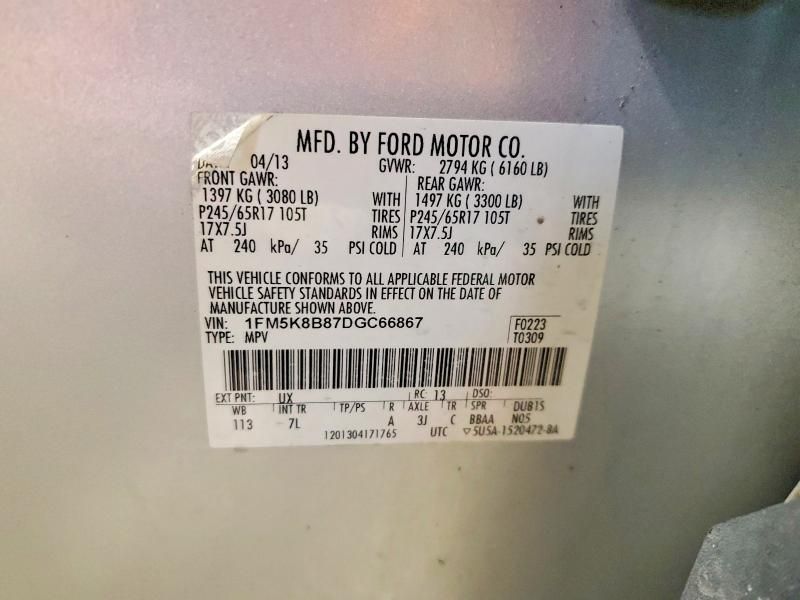 MFD. BY FORD MOTOR CO.
04/13 GVWR: 2794 KG ( 6160 LB)
FRONT GAWR: REAR GAWR:
1397 KG ( 3080 LB) WITH 1497 KG ( 3300 LB) WITH
P245/65R17 105T TIRES P245/65R17 105T TIRES
17X7.5J RIMS 17X7.5J RIMS
AT 240 kPa/ 35 PSI COLD AT 240 kPa/ 35 PSI COLD
THIS VEHICLE CONFORMS TO ALL APPLICABLE FEDERAL MOTOR
VEHICLE SAFETY STANDARDS IN EFFECT ON THE DATE OF
MANUFACTURE SHOWN ABOVE.
VIN: 1FM5K8B87DGC66867 F0223
TYPE: MPV T0309
EXT PNT: UX RC: 13 DSO:
WB INT TR TP/PS R AXLE TR SPR DUB1S
113 7L A 3J C BBAA N05
1201304171765 UTC ▽5U5A-1520472-BA